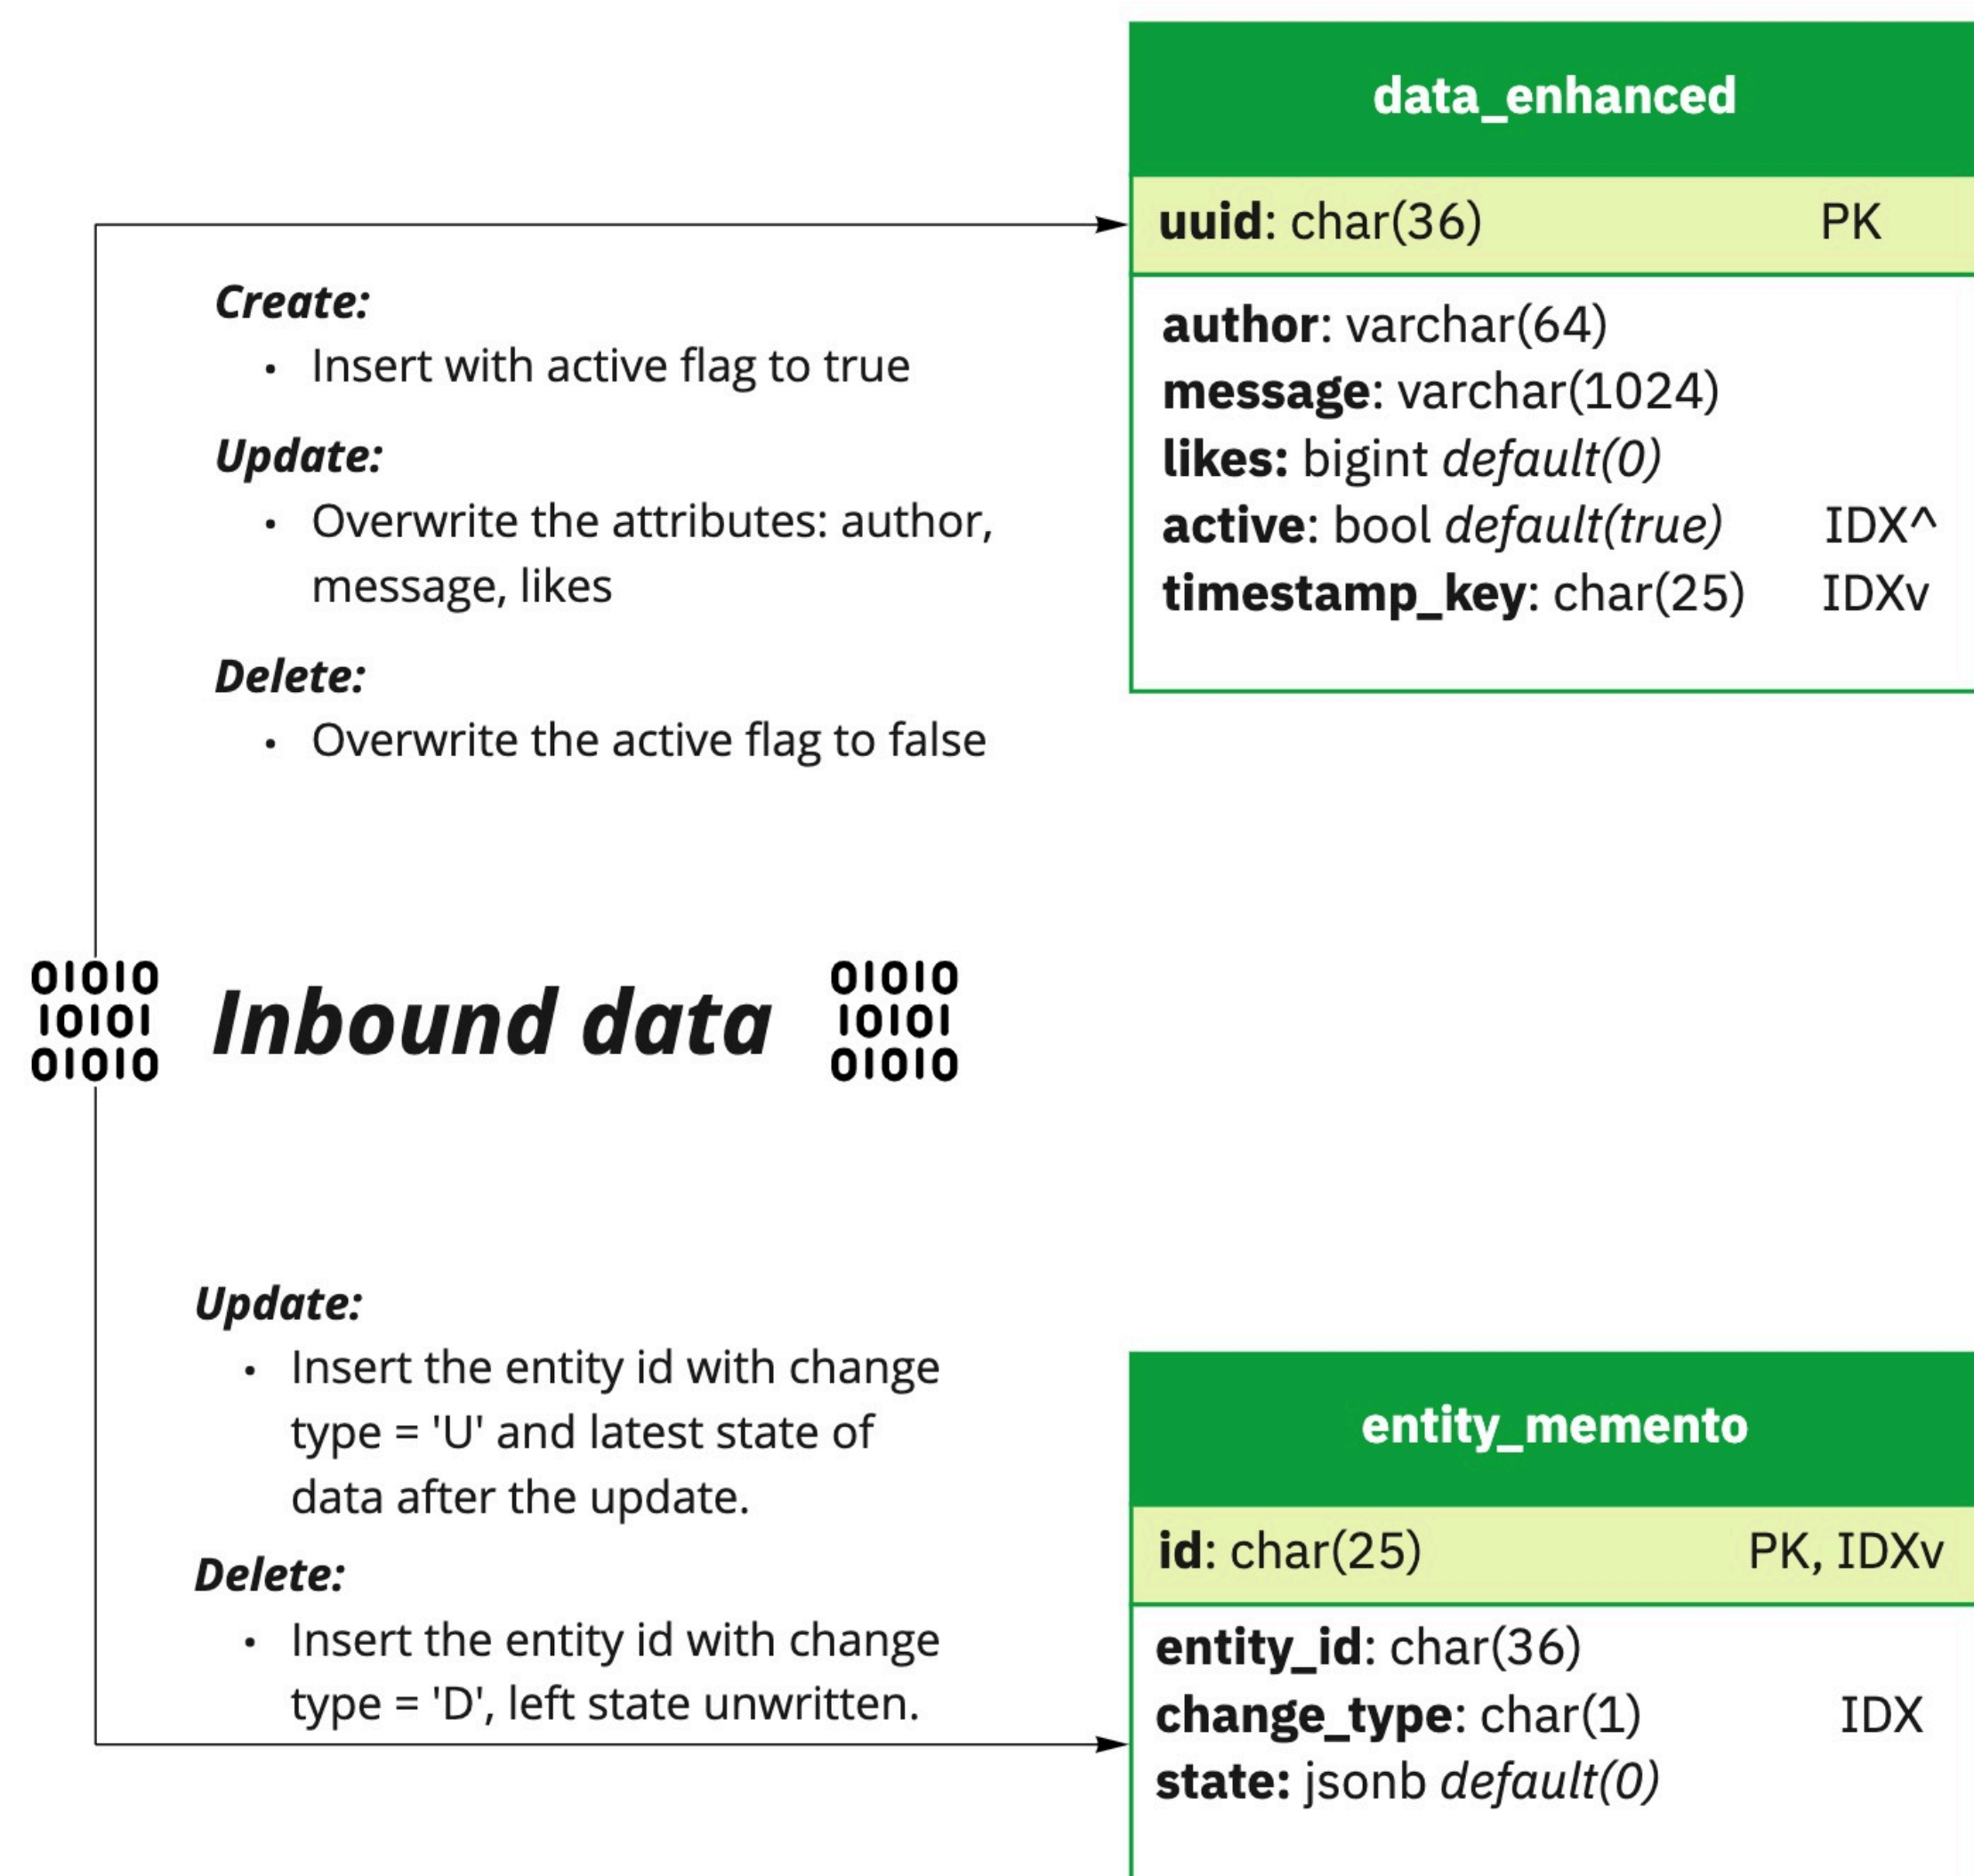 data_enhanced
uuid: char(36) PK
author: varchar(64)
message: varchar(1024)
likes: bigint default(0)
active: bool default(true) IDX^
timestamp_key: char(25) IDXv
Create:
· Insert with active flag to true
Update:
· Overwrite the attributes: author,
message, likes
Delete:
· Overwrite the active flag to false
01010
10101
01010
Inbound data
01010
10101
01010
Update:
· Insert the entity id with change
type = 'U' and latest state of
data after the update.
Delete:
· Insert the entity id with change
type = 'D', left state unwritten.
entity_memento
id: char(25) PK, IDXv
entity_id: char(36)
change_type: char(1) IDX
state: jsonb default(0)